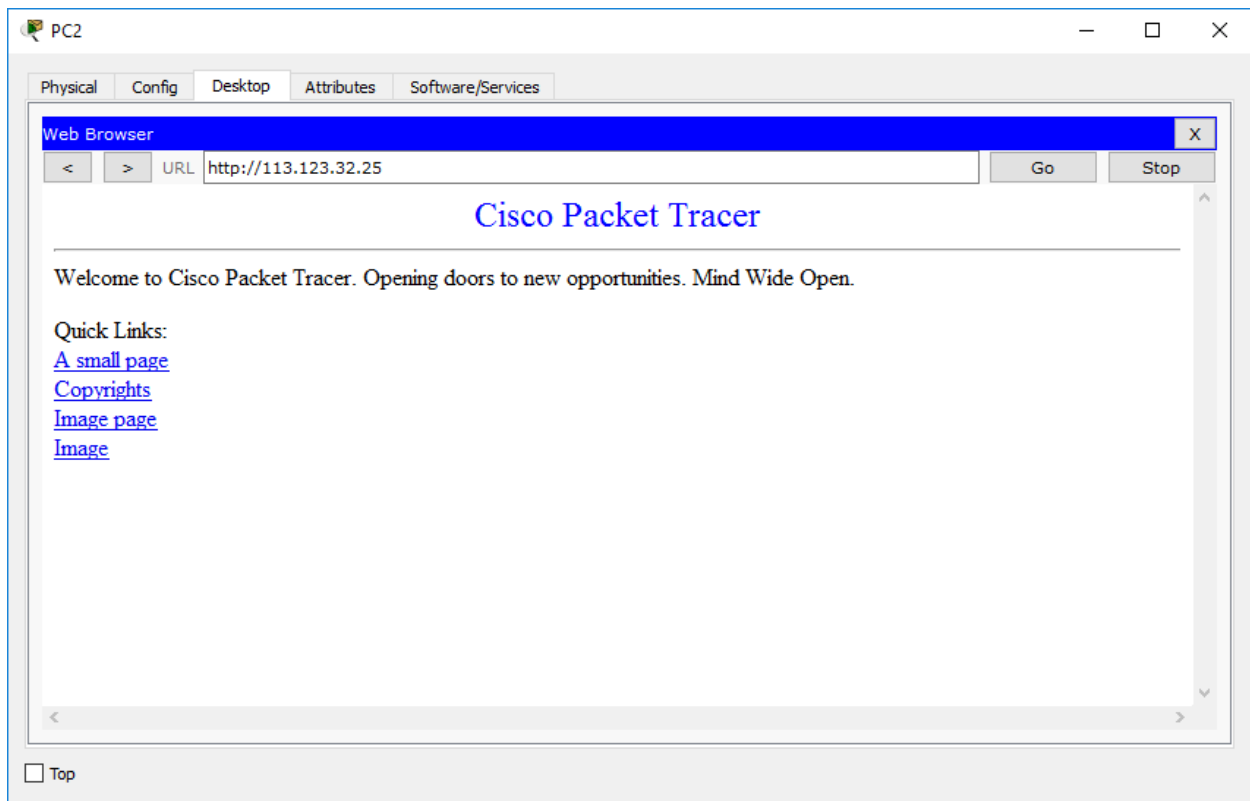 PC2
Physical Config Desktop Attributes Software/Services
Web Browser X
< > URL http://113.123.32.25 Go Stop
Cisco Packet Tracer
Welcome to Cisco Packet Tracer. Opening doors to new opportunities. Mind Wide Open.
Quick Links:
A small page
Copyrights
Image page
Image
Top